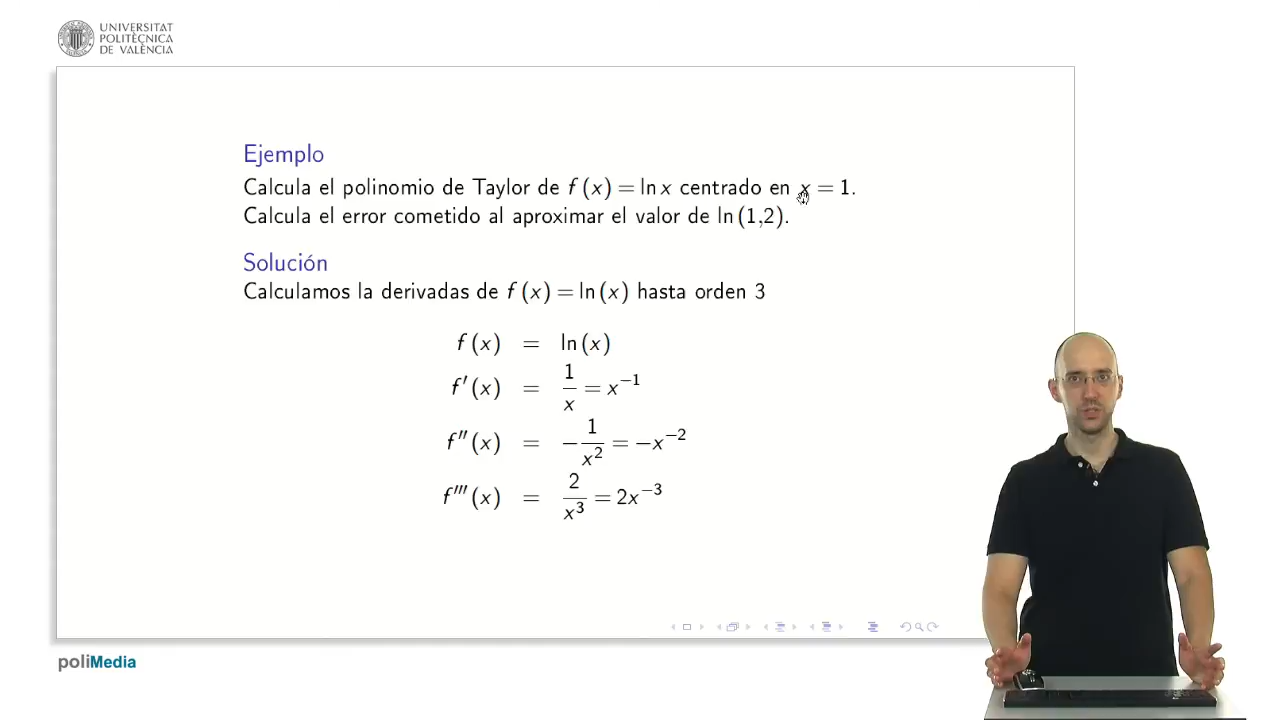 UNIVERSITAT
POLITÈCNICA
DE VALÈNCIA
Ejemplo
Calcula el polinomio de Taylor de f (x) = ln x centrado en x = 1.
Calcula el error cometido al aproximar el valor de ln (1,2).
Solución
Calculamos la derivadas de f (x) = ln (x) hasta orden 3
f (x) = ln (x)
f′ (x) = 1/x = x⁻¹
f″ (x) = −1/x² = −x⁻²
f‴ (x) = 2/x³ = 2x⁻³
poliMedia